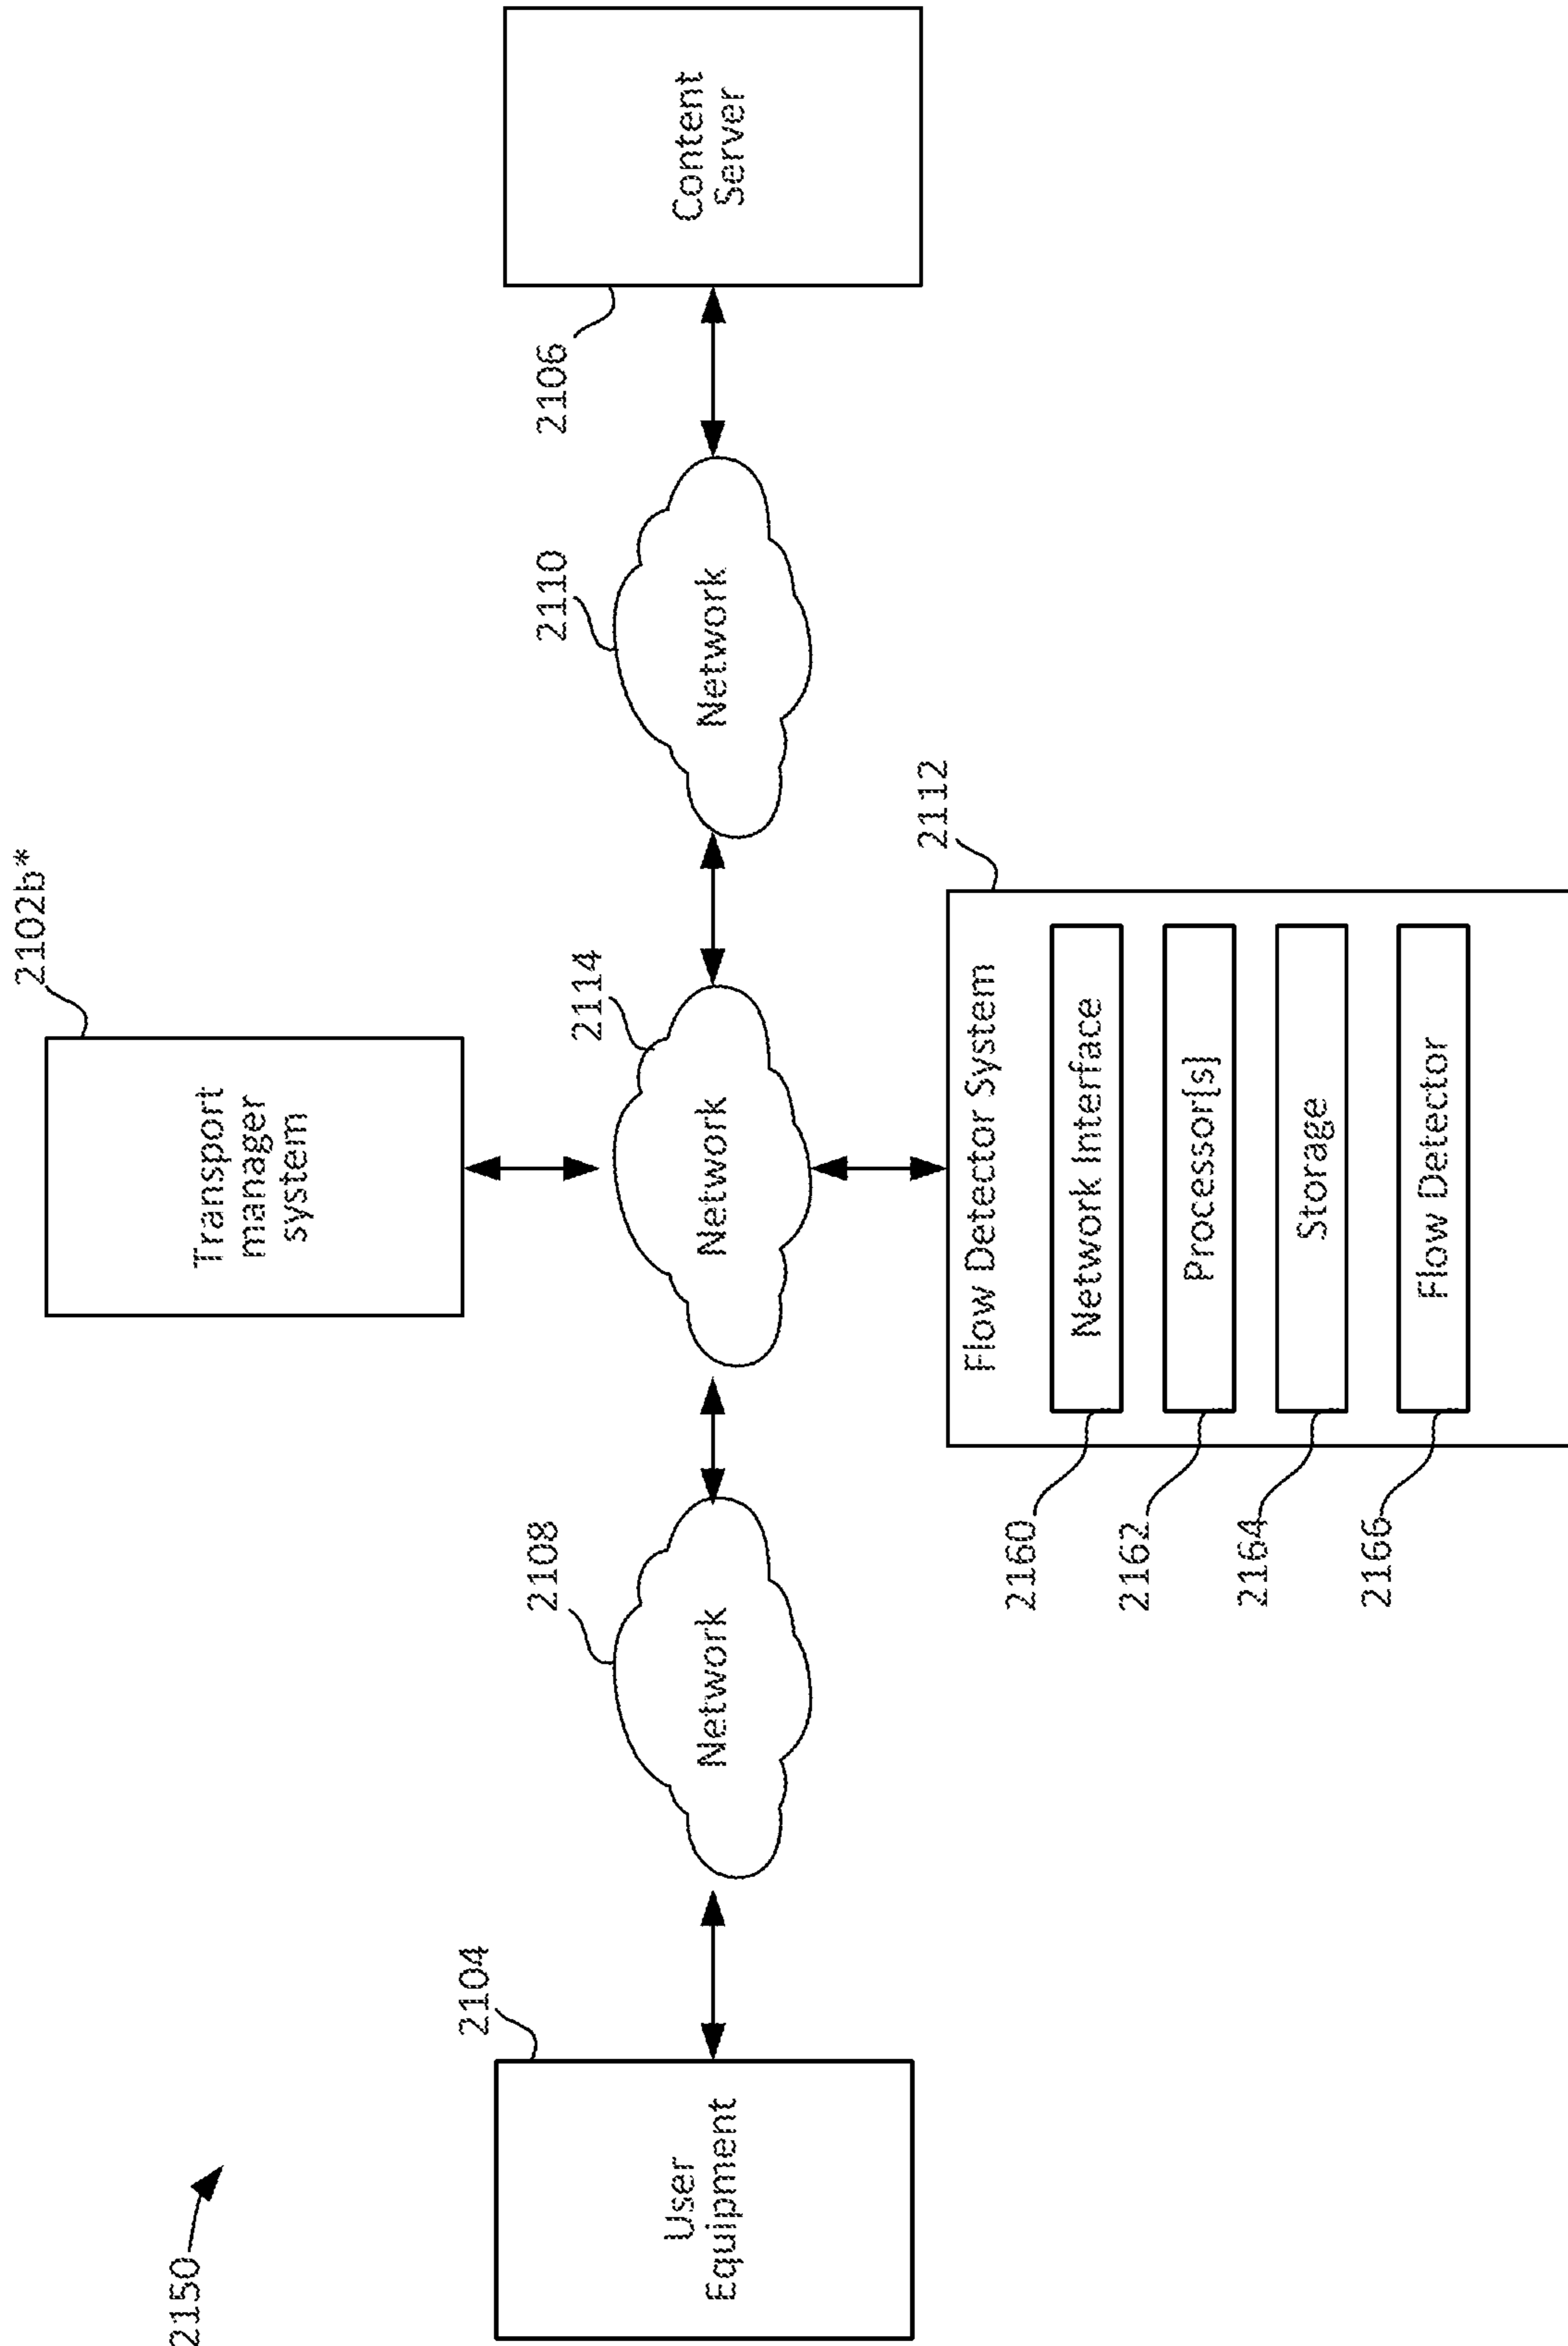 2150
2102b*
Transport
manager
system
2104
User
Equipment
2108
Network
2114
Network
2110
Network
2106
Content
Server
2112
Flow Detector System
2160
Network Interface
2162
Processor[s]
2164
Storage
2166
Flow Detector